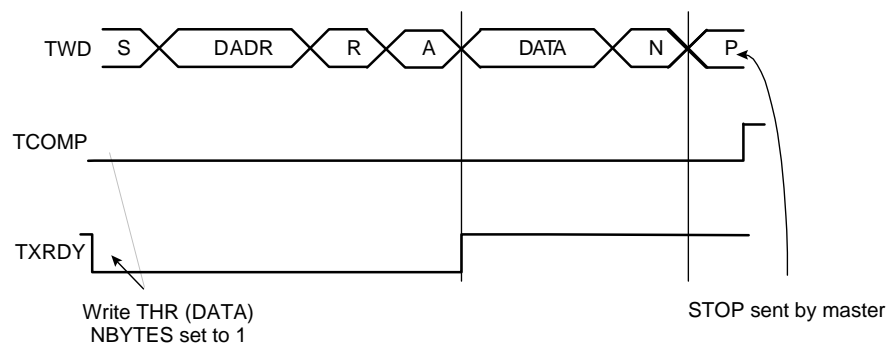 TWD S DADR R A DATA N P
TCOMP
TXRDY
Write THR (DATA)
NBYTES set to 1
STOP sent by master